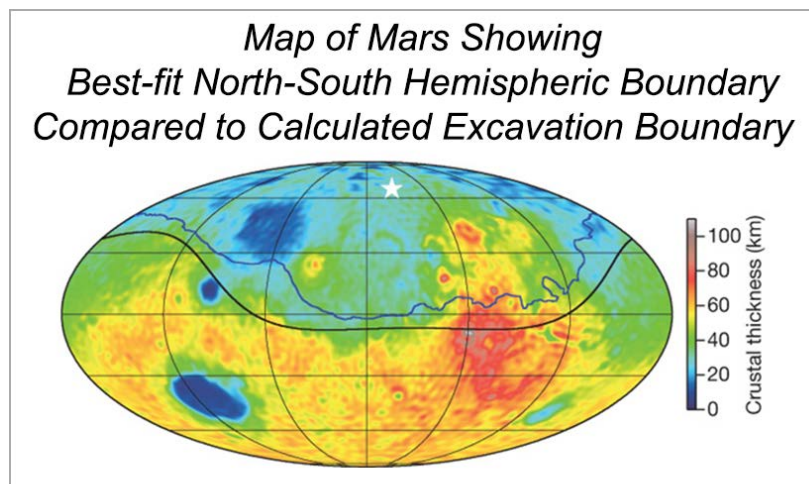 Map of Mars Showing
Best-fit North-South Hemispheric Boundary
Compared to Calculated Excavation Boundary
100
80
60
40
20
0
Crustal thickness (km)